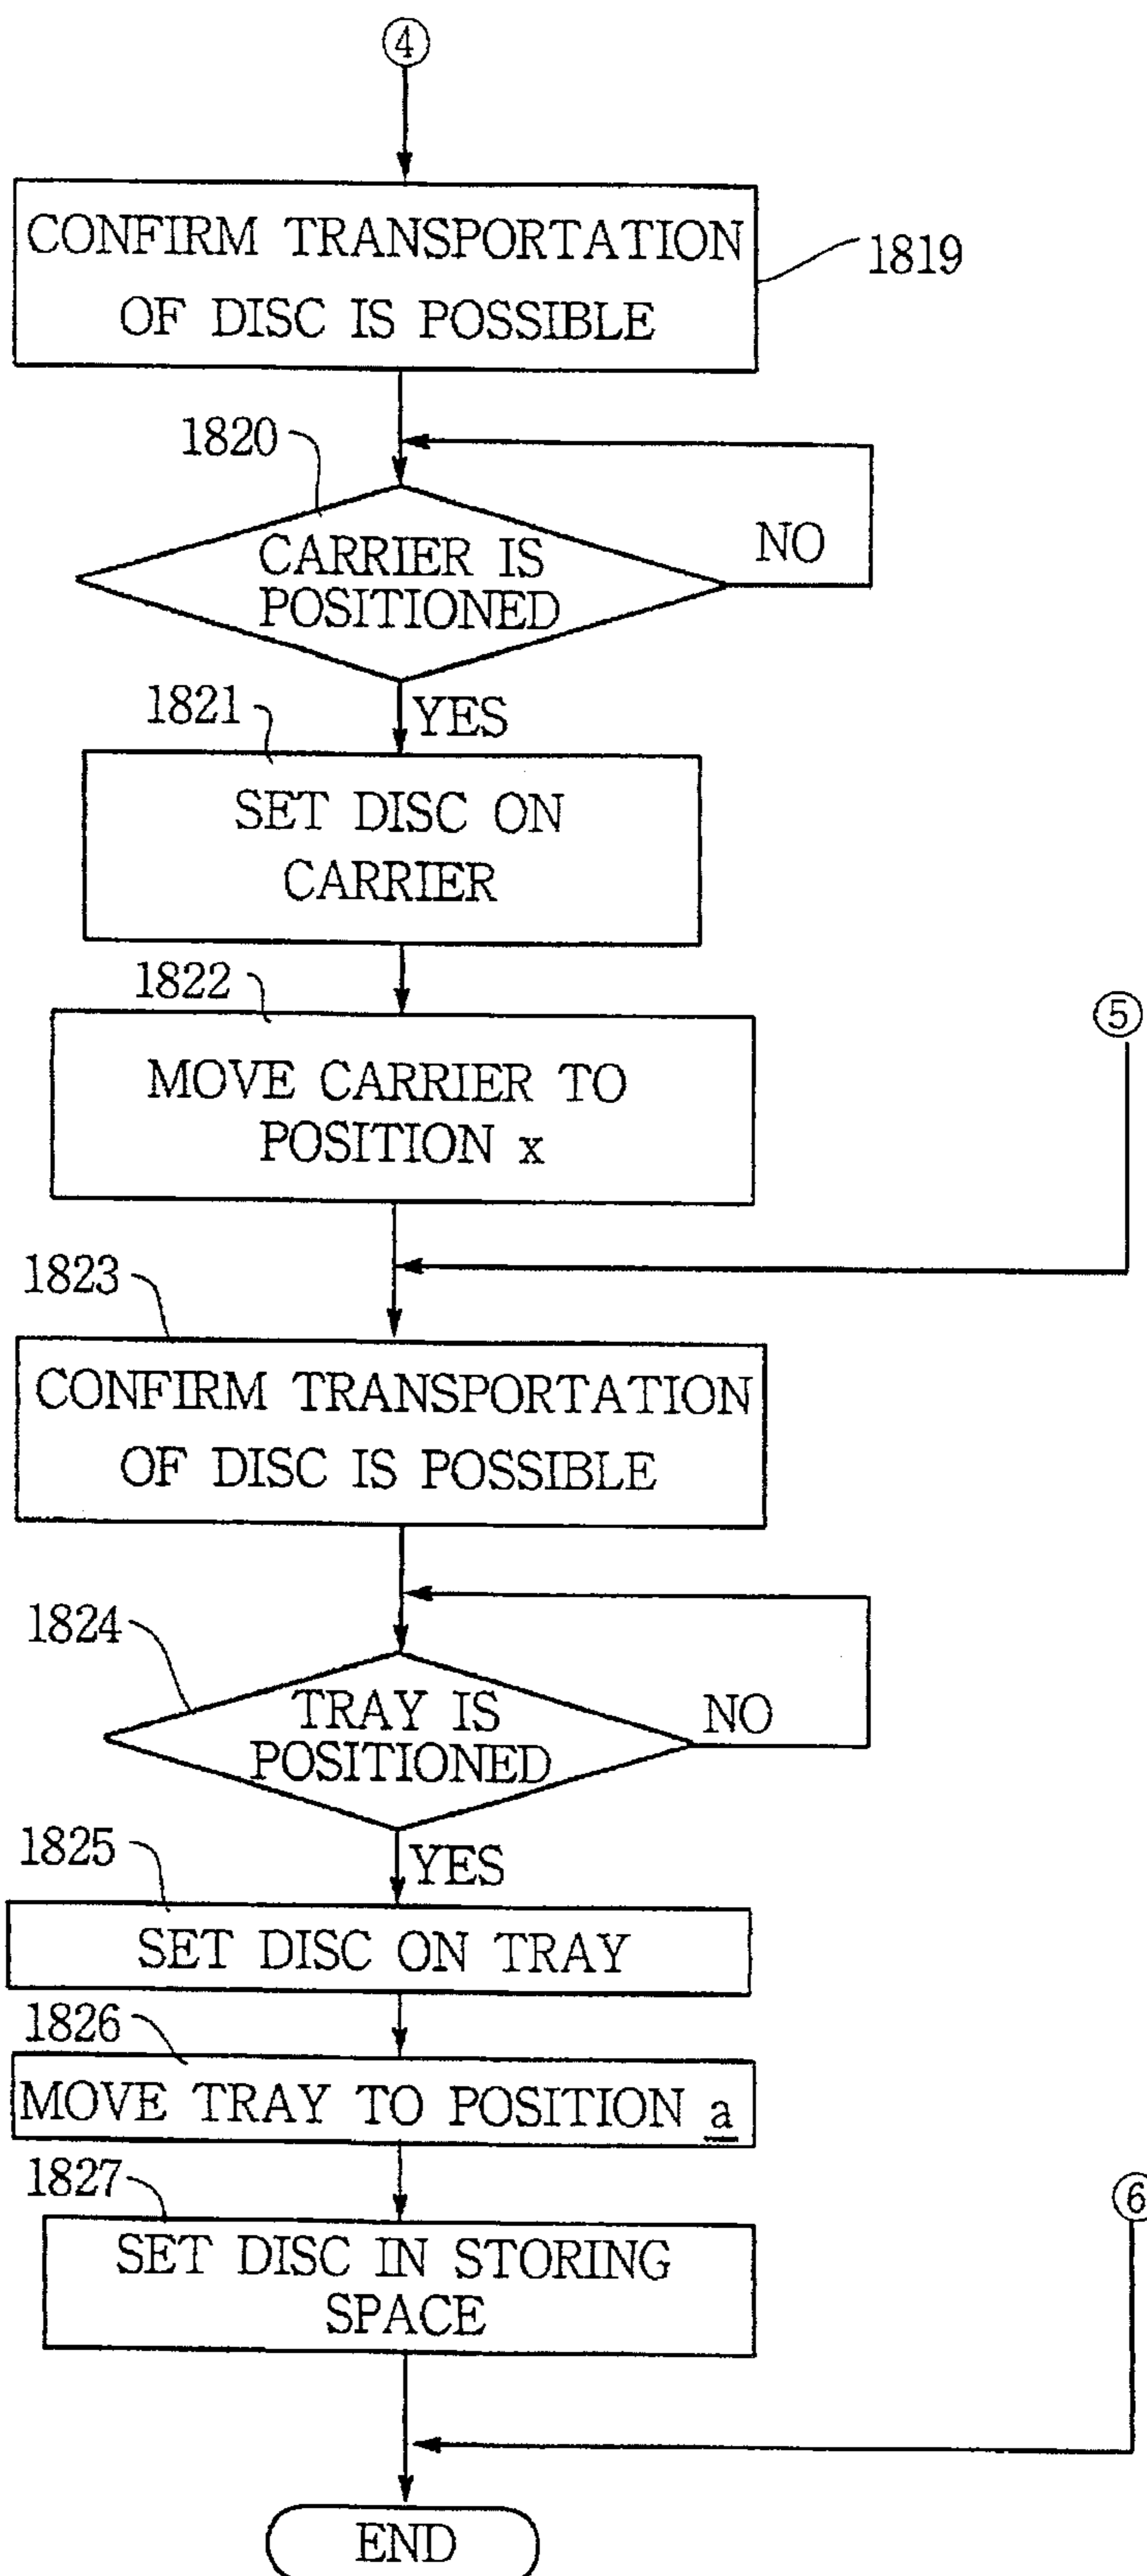 ④
CONFIRM TRANSPORTATION
OF DISC IS POSSIBLE
1819
1820
CARRIER IS
POSITIONED
NO
YES
1821
SET DISC ON
CARRIER
1822
MOVE CARRIER TO
POSITION x
⑤
1823
CONFIRM TRANSPORTATION
OF DISC IS POSSIBLE
1824
TRAY IS
POSITIONED
NO
YES
1825
SET DISC ON TRAY
1826
MOVE TRAY TO POSITION a
1827
SET DISC IN STORING
SPACE
⑥
END